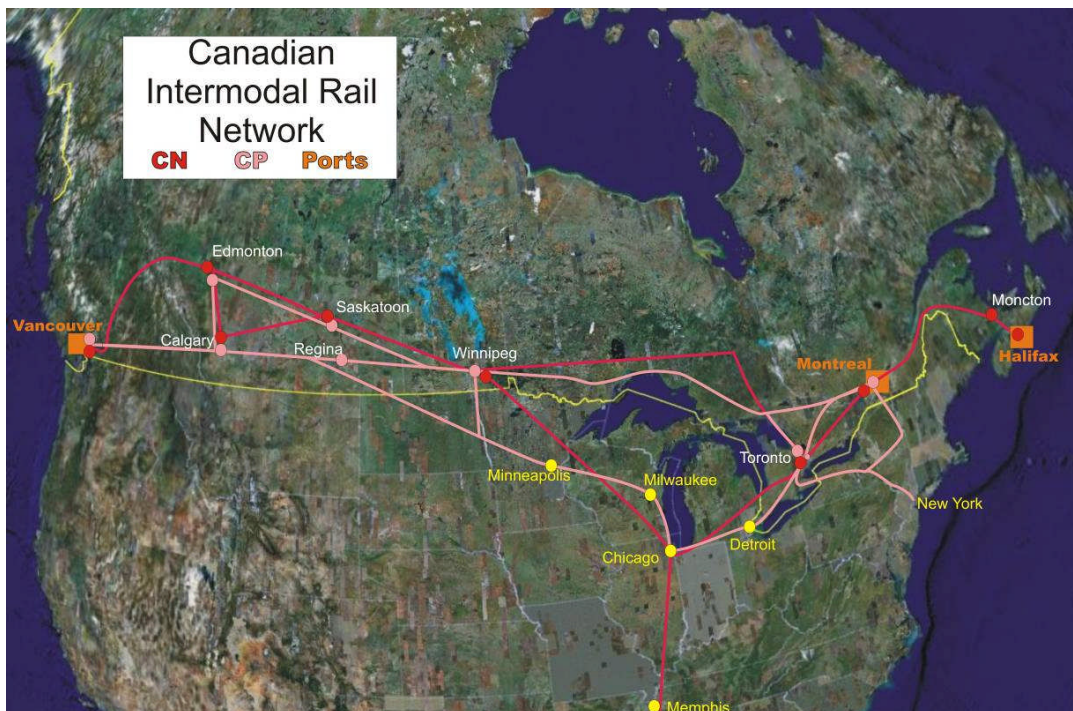 Canadian
Intermodal Rail
Network
CN CP Ports
Edmonton
Saskatoon
Moncton
Vancouver
Calgary
Regina
Winnipeg
Montreal
Halifax
Toronto
Minneapolis
Milwaukee
New York
Chicago
Detroit
Memphis